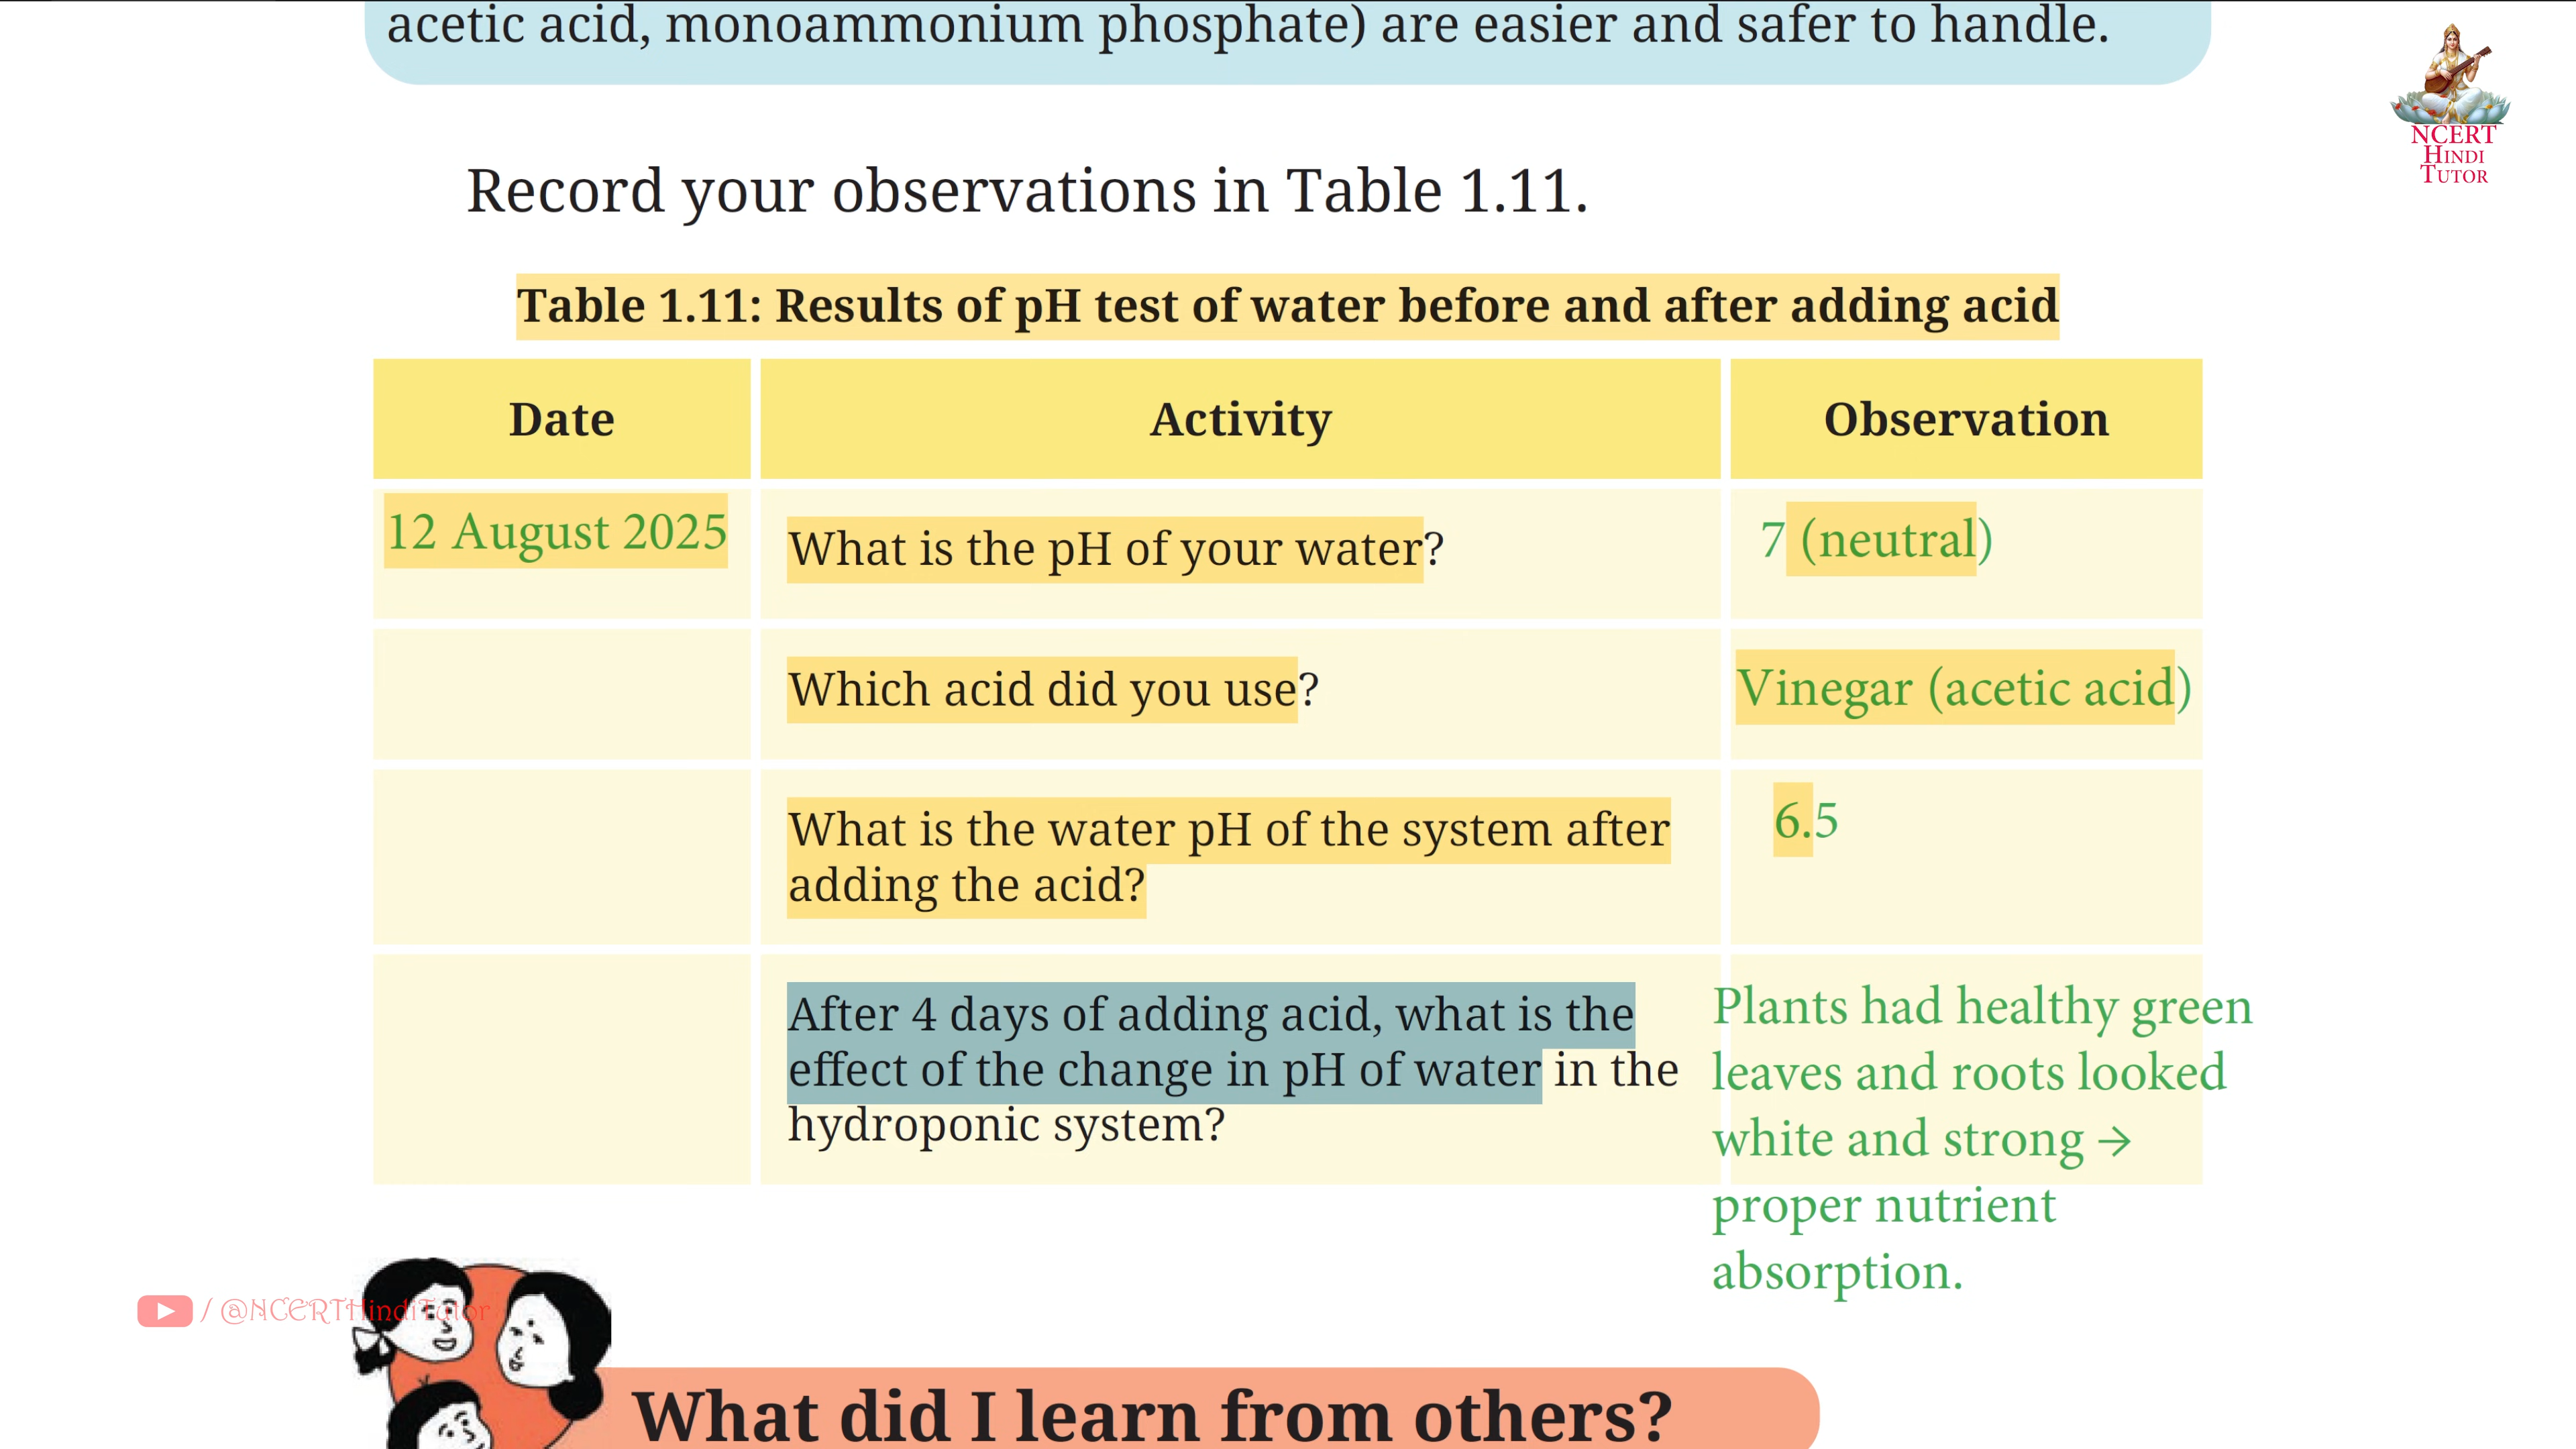 acetic acid, monoammonium phosphate) are easier and safer to handle.
NCERT
HINDI
TUTOR
Record your observations in Table 1.11.
Table 1.11: Results of pH test of water before and after adding acid
Date
Activity
Observation
12 August 2025
What is the pH of your water?
7 (neutral)
Which acid did you use?
Vinegar (acetic acid)
What is the water pH of the system after
adding the acid?
6.5
After 4 days of adding acid, what is the
effect of the change in pH of water in the
hydroponic system?
Plants had healthy green
leaves and roots looked
white and strong →
proper nutrient
absorption.
/ @NCERTHindiTutor
What did I learn from others?